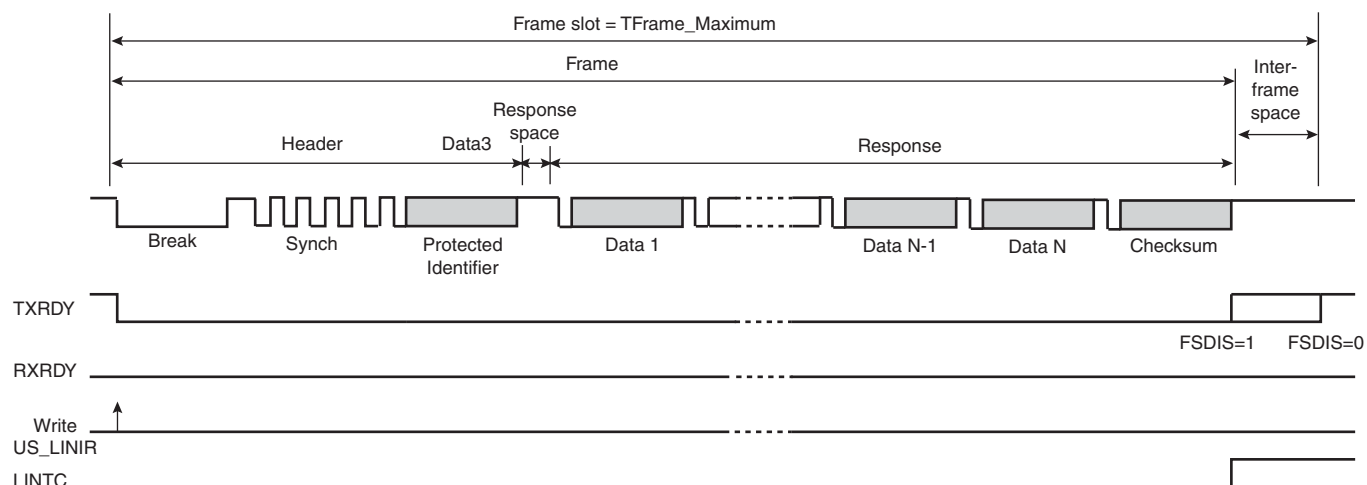 Frame slot = TFrame_Maximum
Frame
Inter-
frame
space
Response
space
Header
Data3
Response
Break
Synch
Protected
Identifier
Data 1
Data N-1
Data N
Checksum
TXRDY
FSDIS=1
FSDIS=0
RXRDY
Write
US_LINIR
LINTC